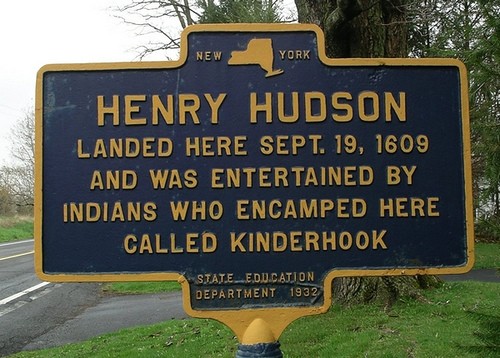 NEW YORK
HENRY HUDSON
LANDED HERE SEPT. 19, 1609
AND WAS ENTERTAINED BY
INDIANS WHO ENCAMPED HERE
CALLED KINDERHOOK
STATE EDUCATION
DEPARTMENT 1932